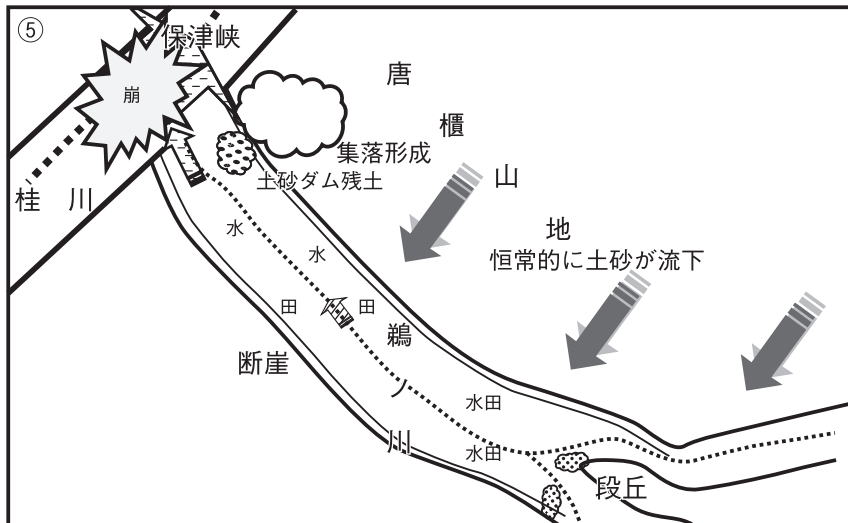 ⑤
保津峡
崩
唐櫃山地
集落形成
土砂ダム残土
桂川
恒常的に土砂が流下
水田
水田
鵜ノ川
断崖
水田
水田
段丘